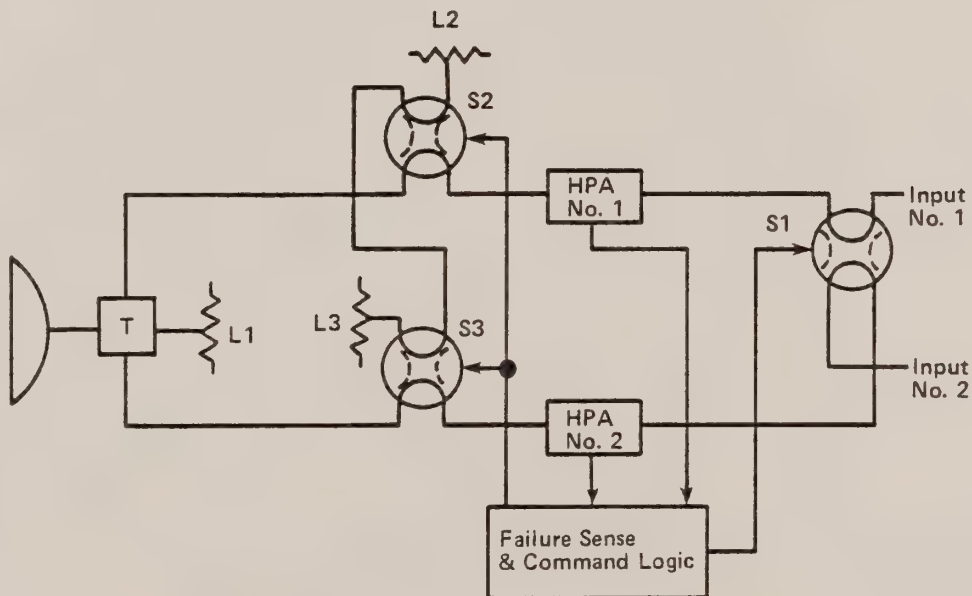 L2
S2
HPA
No. 1
Input
No. 1
S1
T
L1
L3
S3
Input
No. 2
HPA
No. 2
Failure Sense
& Command Logic